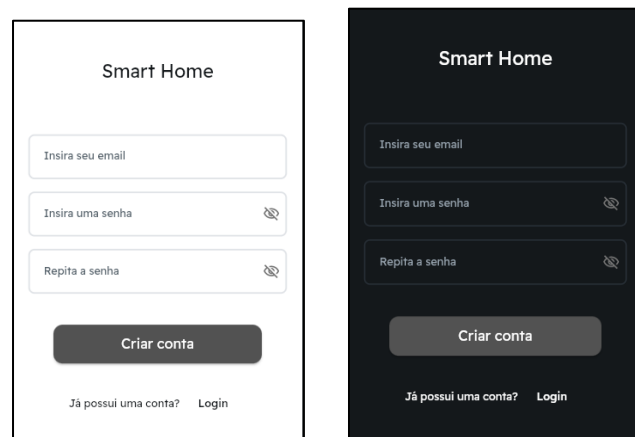 Smart Home
Insira seu email
Insira uma senha
Repita a senha
Criar conta
Já possui uma conta? Login
Smart Home
Insira seu email
Insira uma senha
Repita a senha
Criar conta
Já possui uma conta? Login